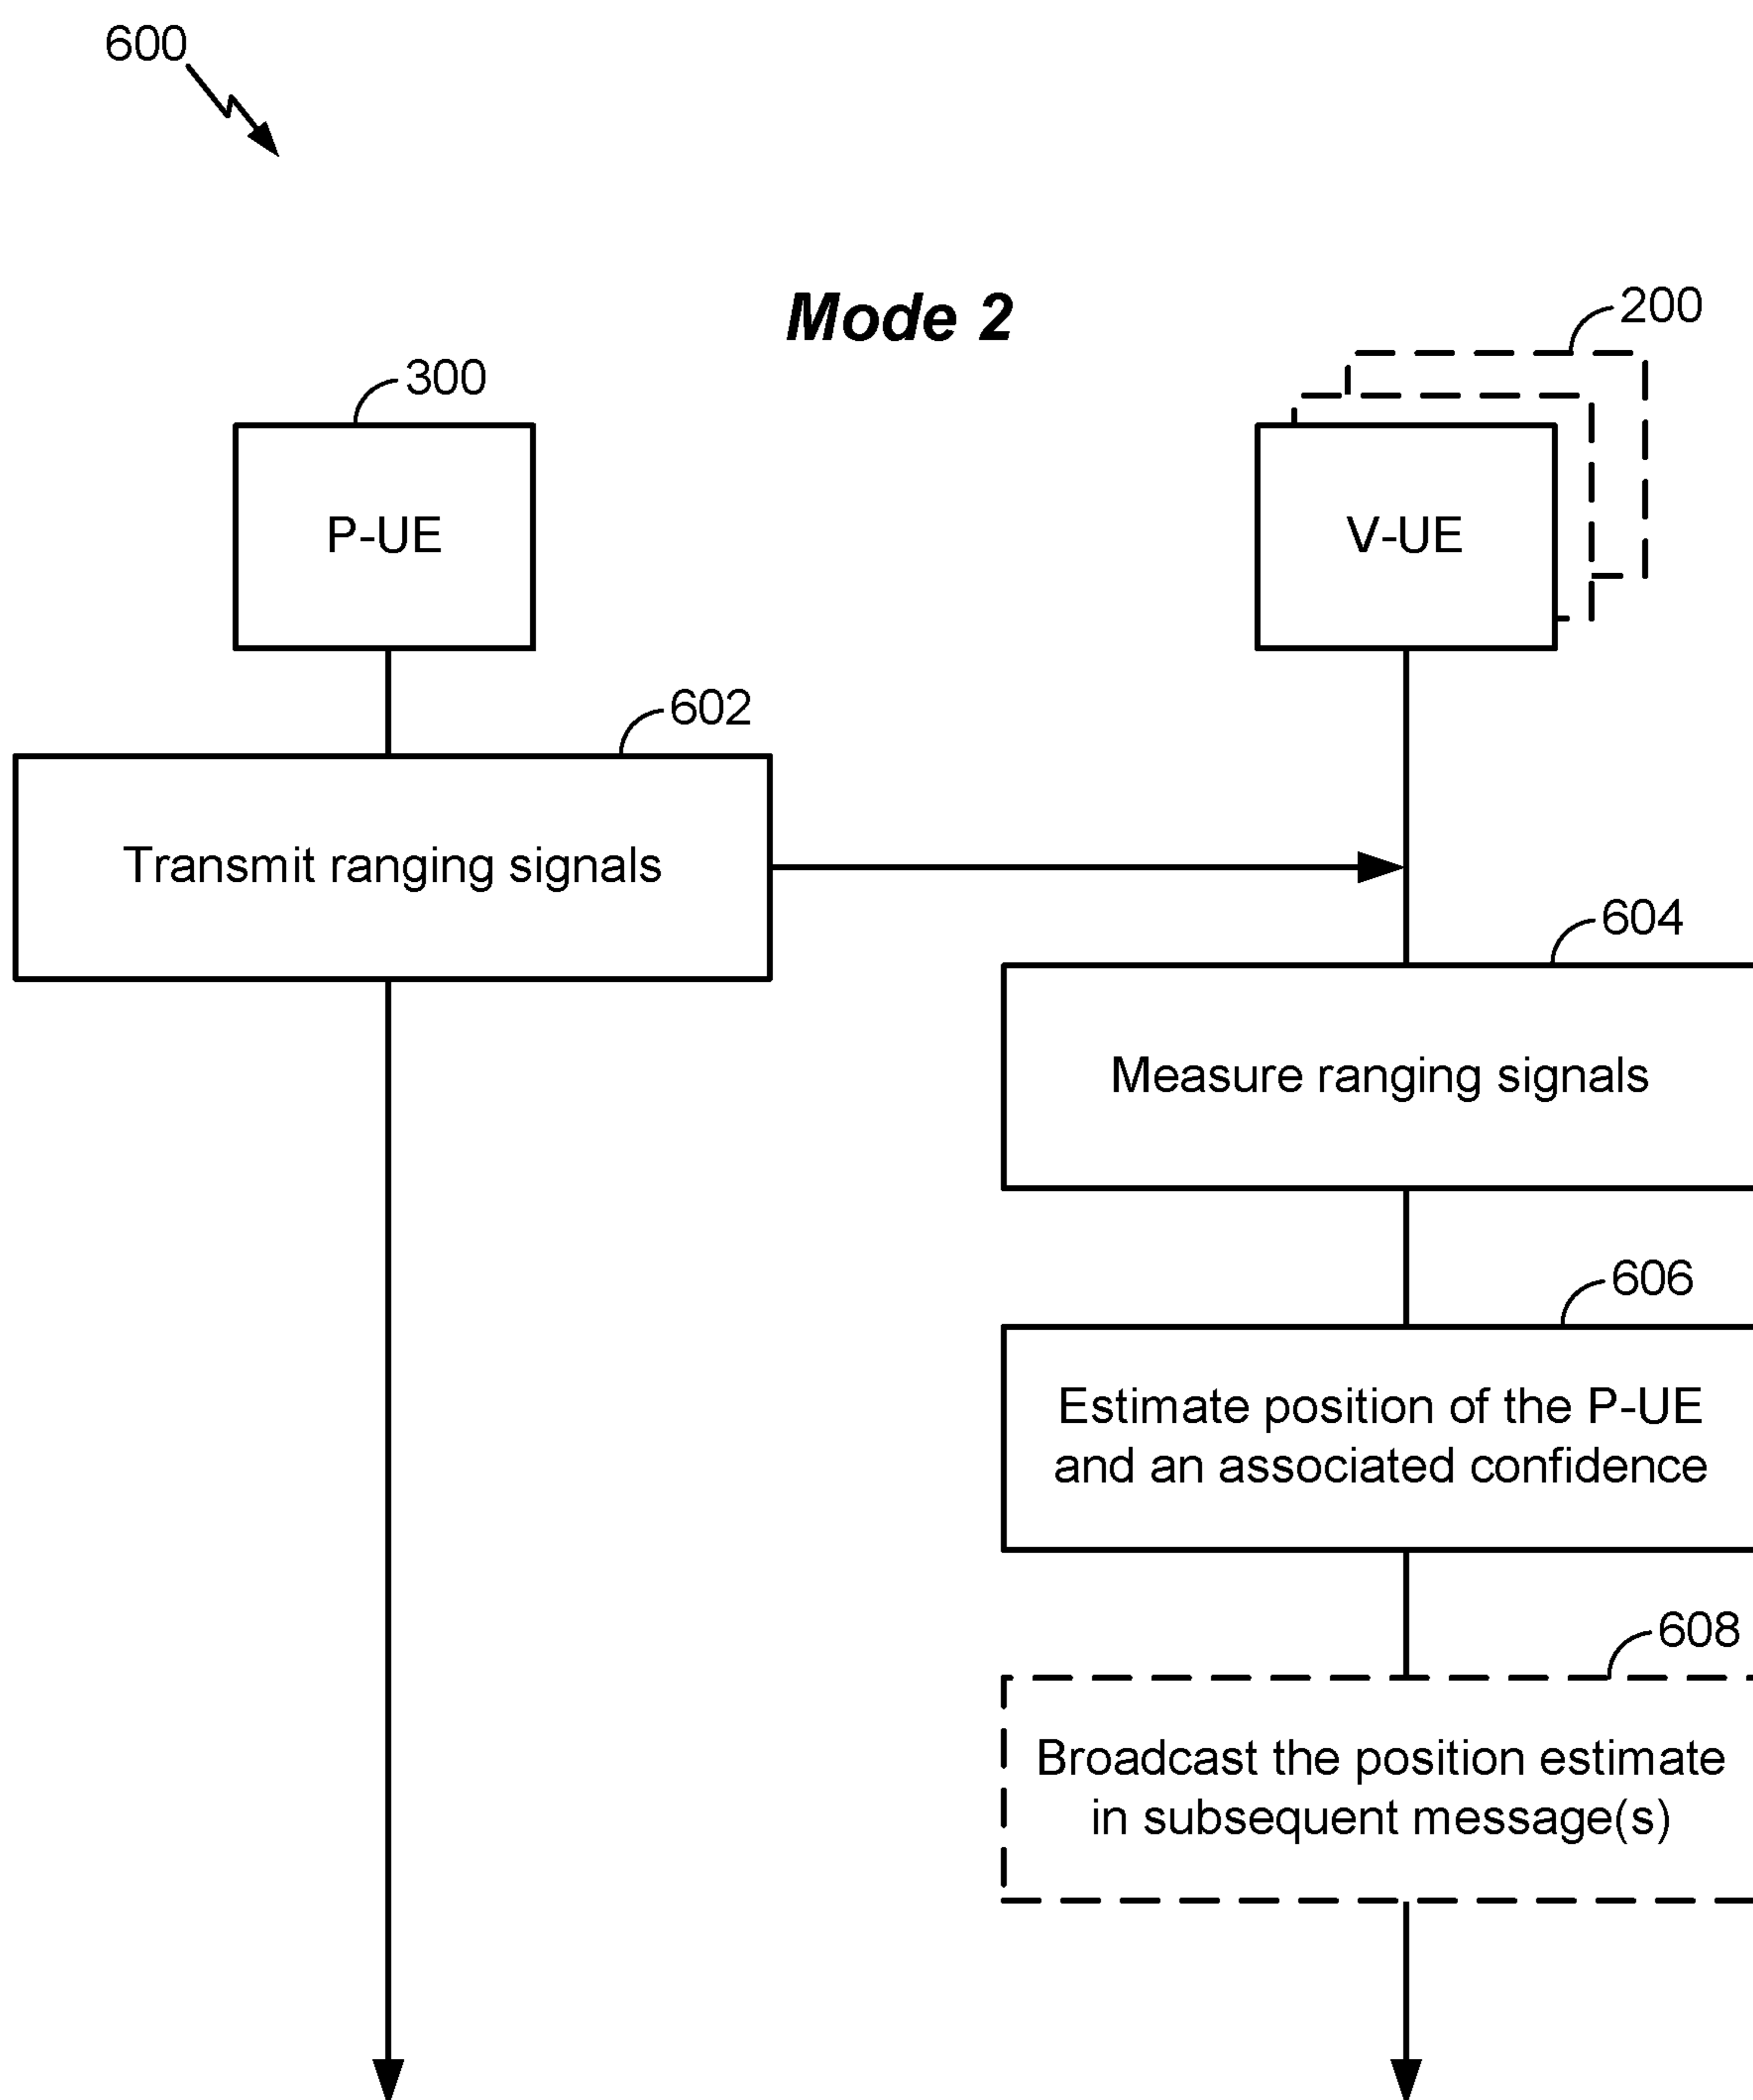 600
Mode 2
200
300
P-UE
V-UE
602
Transmit ranging signals
604
Measure ranging signals
606
Estimate position of the P-UE
and an associated confidence
608
Broadcast the position estimate
in subsequent message(s)